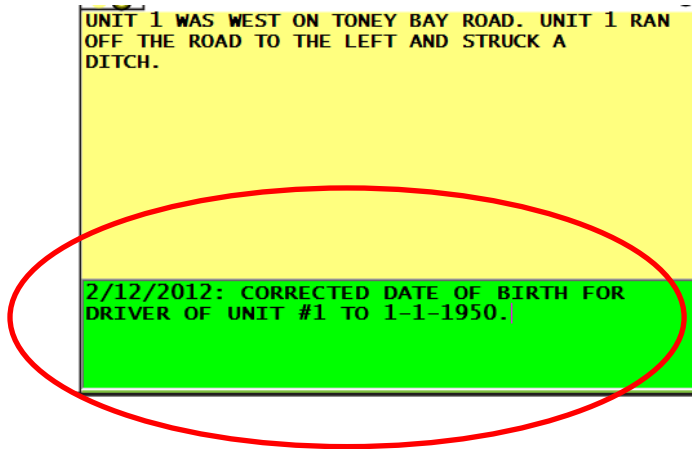 UNIT 1 WAS WEST ON TONEY BAY ROAD. UNIT 1 RAN
OFF THE ROAD TO THE LEFT AND STRUCK A
DITCH.
2/12/2012: CORRECTED DATE OF BIRTH FOR
DRIVER OF UNIT #1 TO 1-1-1950.